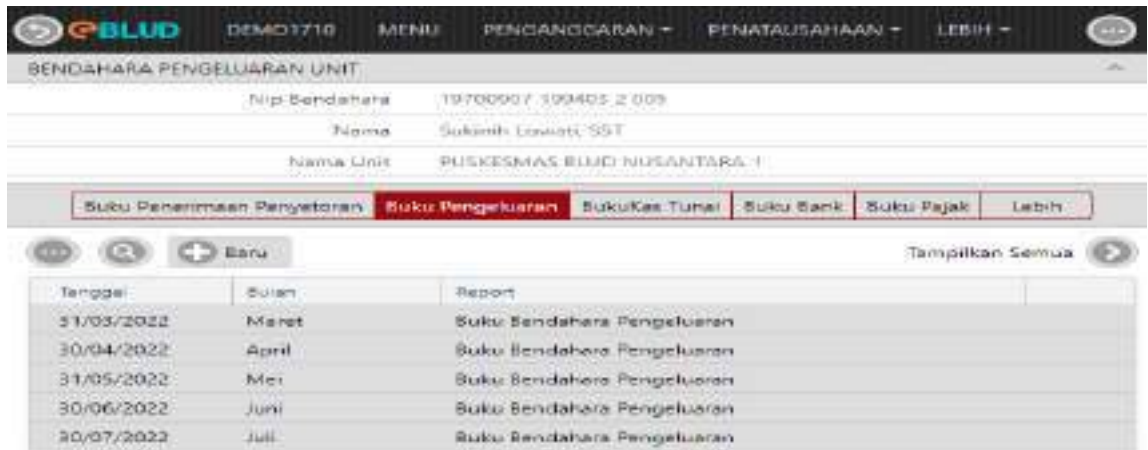 eBLUD DEMO1710 MENU PENGANGGARAN PENATAUSAHAAN LEBIH
BENDAHARA PENGELUARAN UNIT
Nip Bendahara 19700907 199403 2 005
Nama Sukinih SST
Nama Unit PUSKESMAS BLUD NUSANTARA 1
Buku Penerimaan Penyetoran Buku Pengeluaran BukuKas Tunai Buku Bank Buku Pajak Lebih
Baru Tampilkan Semua
Tanggal Bulan Report
31/03/2022 Maret Buku Bendahara Pengeluaran
30/04/2022 April Buku Bendahara Pengeluaran
31/05/2022 Mei Buku Bendahara Pengeluaran
30/06/2022 Juni Buku Bendahara Pengeluaran
30/07/2022 Juli Buku Bendahara Pengeluaran